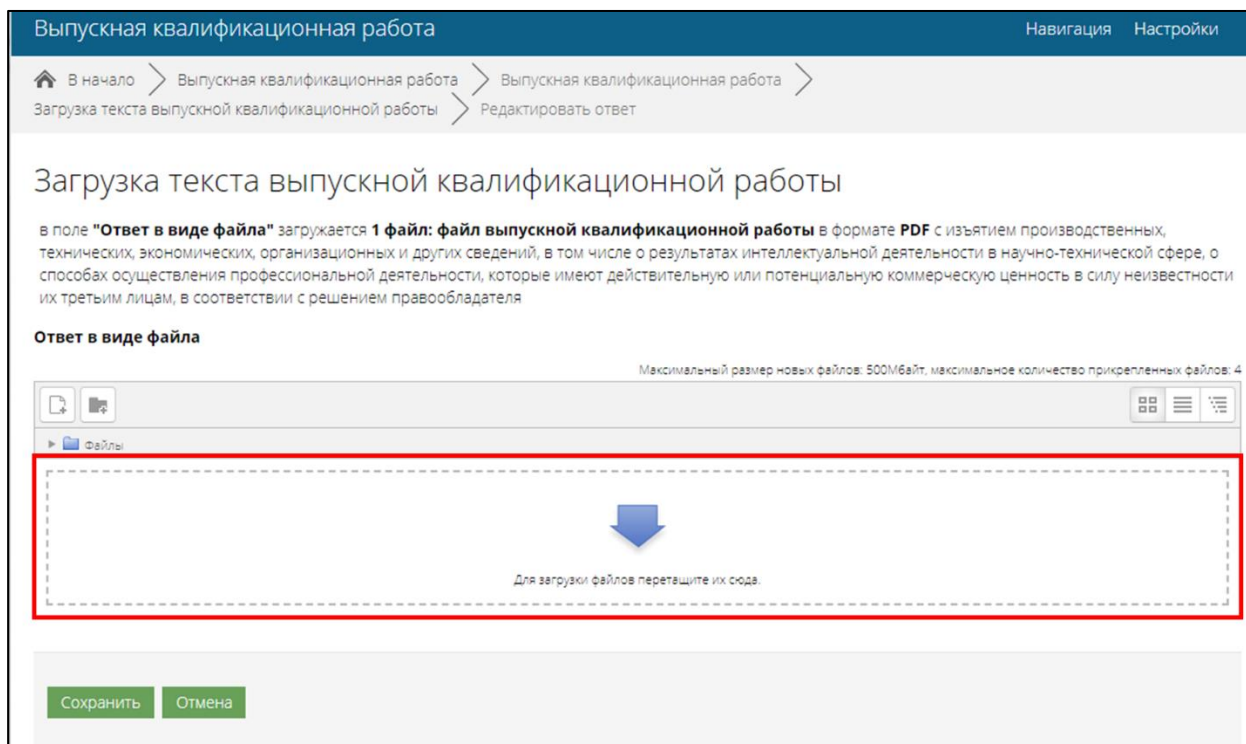 Выпускная квалификационная работа Навигация Настройки
В начало Выпускная квалификационная работа Выпускная квалификационная работа
Загрузка текста выпускной квалификационной работы Редактировать ответ
Загрузка текста выпускной квалификационной работы
в поле "Ответ в виде файла" загружается 1 файл: файл выпускной квалификационной работы в формате PDF с изъятием производственных,
технических, экономических, организационных и других сведений, в том числе о результатах интеллектуальной деятельности в научно-технической сфере, о
способах осуществления профессиональной деятельности, которые имеют действительную или потенциальную коммерческую ценность в силу неизвестности
их третьим лицам, в соответствии с решением правообладателя
Ответ в виде файла
Максимальный размер новых файлов: 500Мбайт, максимальное количество прикрепленных файлов: 4
Файлы
Для загрузки файлов перетащите их сюда.
Сохранить Отмена